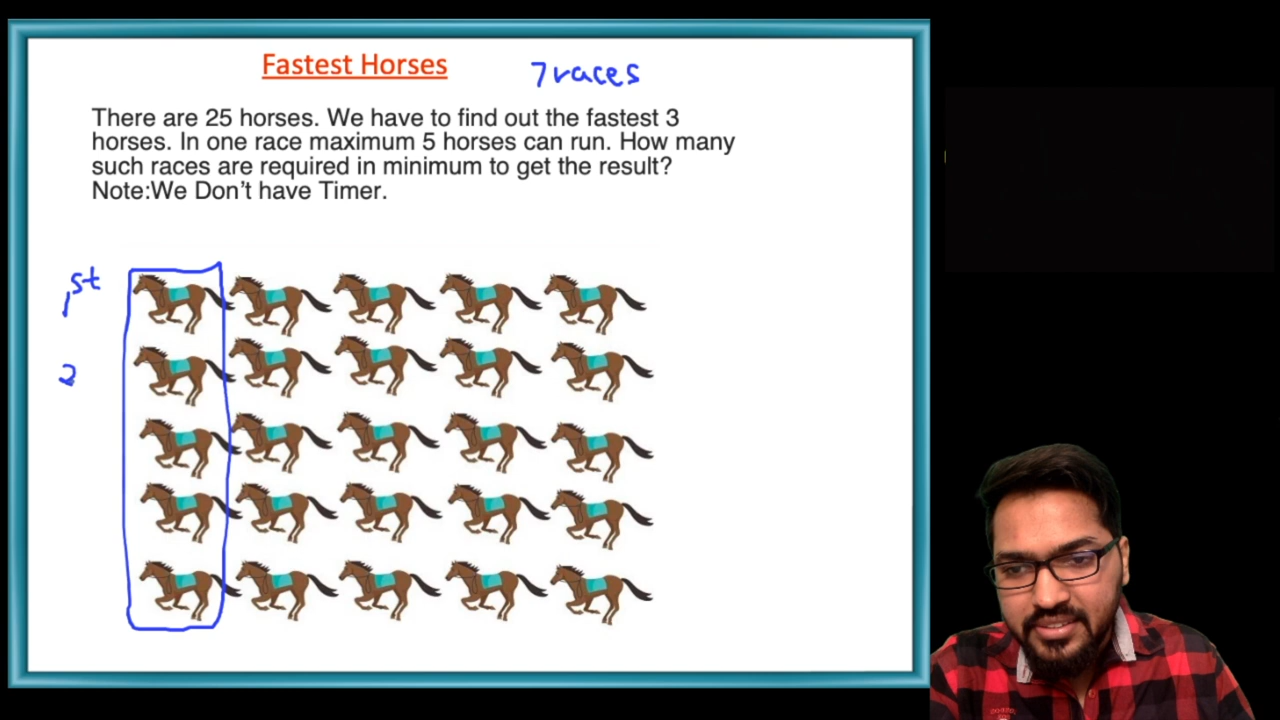 Fastest Horses
7 races
There are 25 horses. We have to find out the fastest 3
horses. In one race maximum 5 horses can run. How many
such races are required in minimum to get the result?
Note:We Don't have Timer.
1st
2